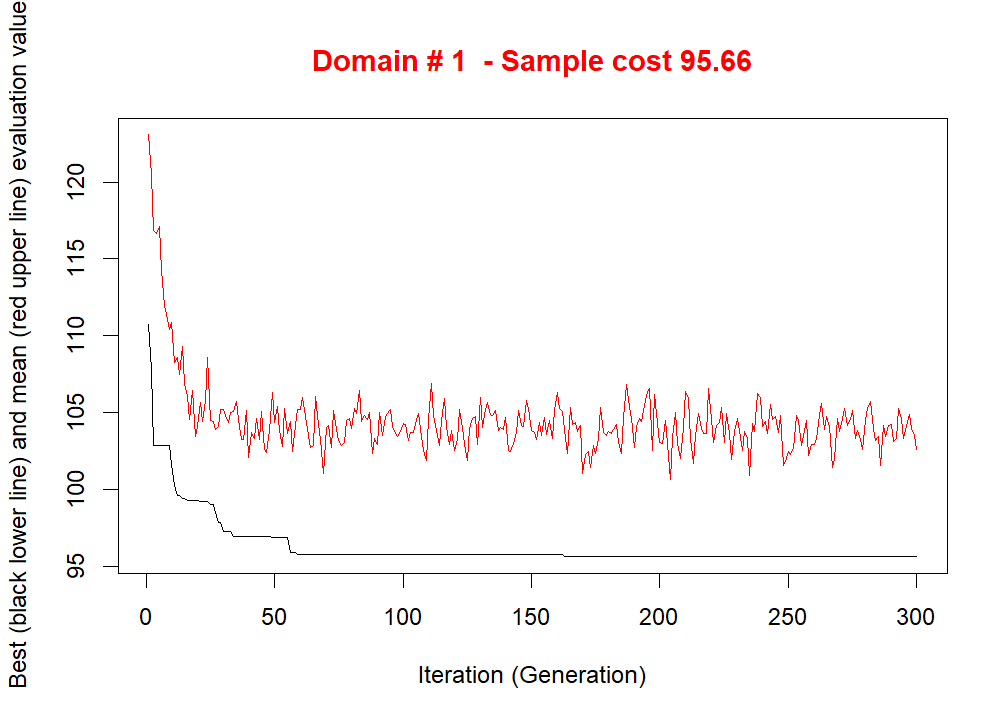 Domain # 1  - Sample cost 95.66
Best (black lower line) and mean (red upper line) evaluation value
120
115
110
105
100
95
0 50 100 150 200 250 300
Iteration (Generation)